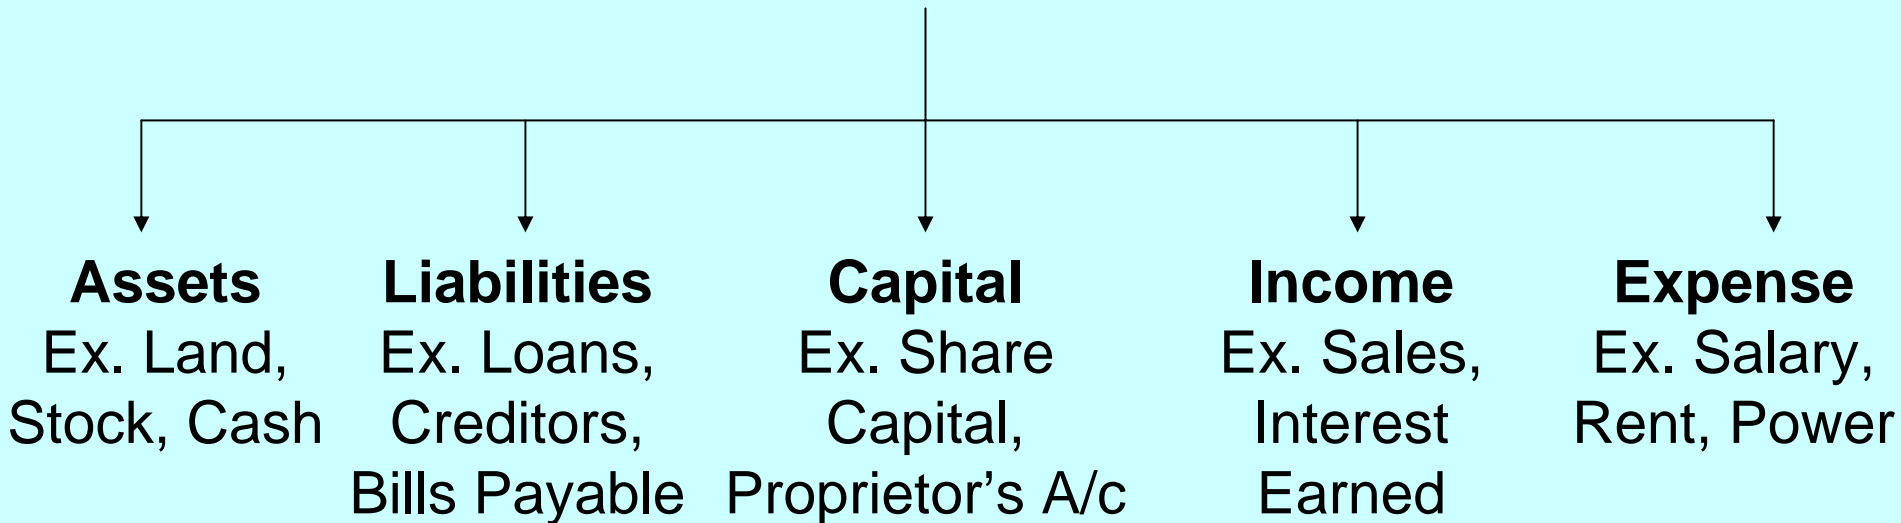 Assets
Ex. Land,
Stock, Cash
Liabilities
Ex. Loans,
Creditors,
Bills Payable
Capital
Ex. Share
Capital,
Proprietor’s A/c
Income
Ex. Sales,
Interest
Earned
Expense
Ex. Salary,
Rent, Power